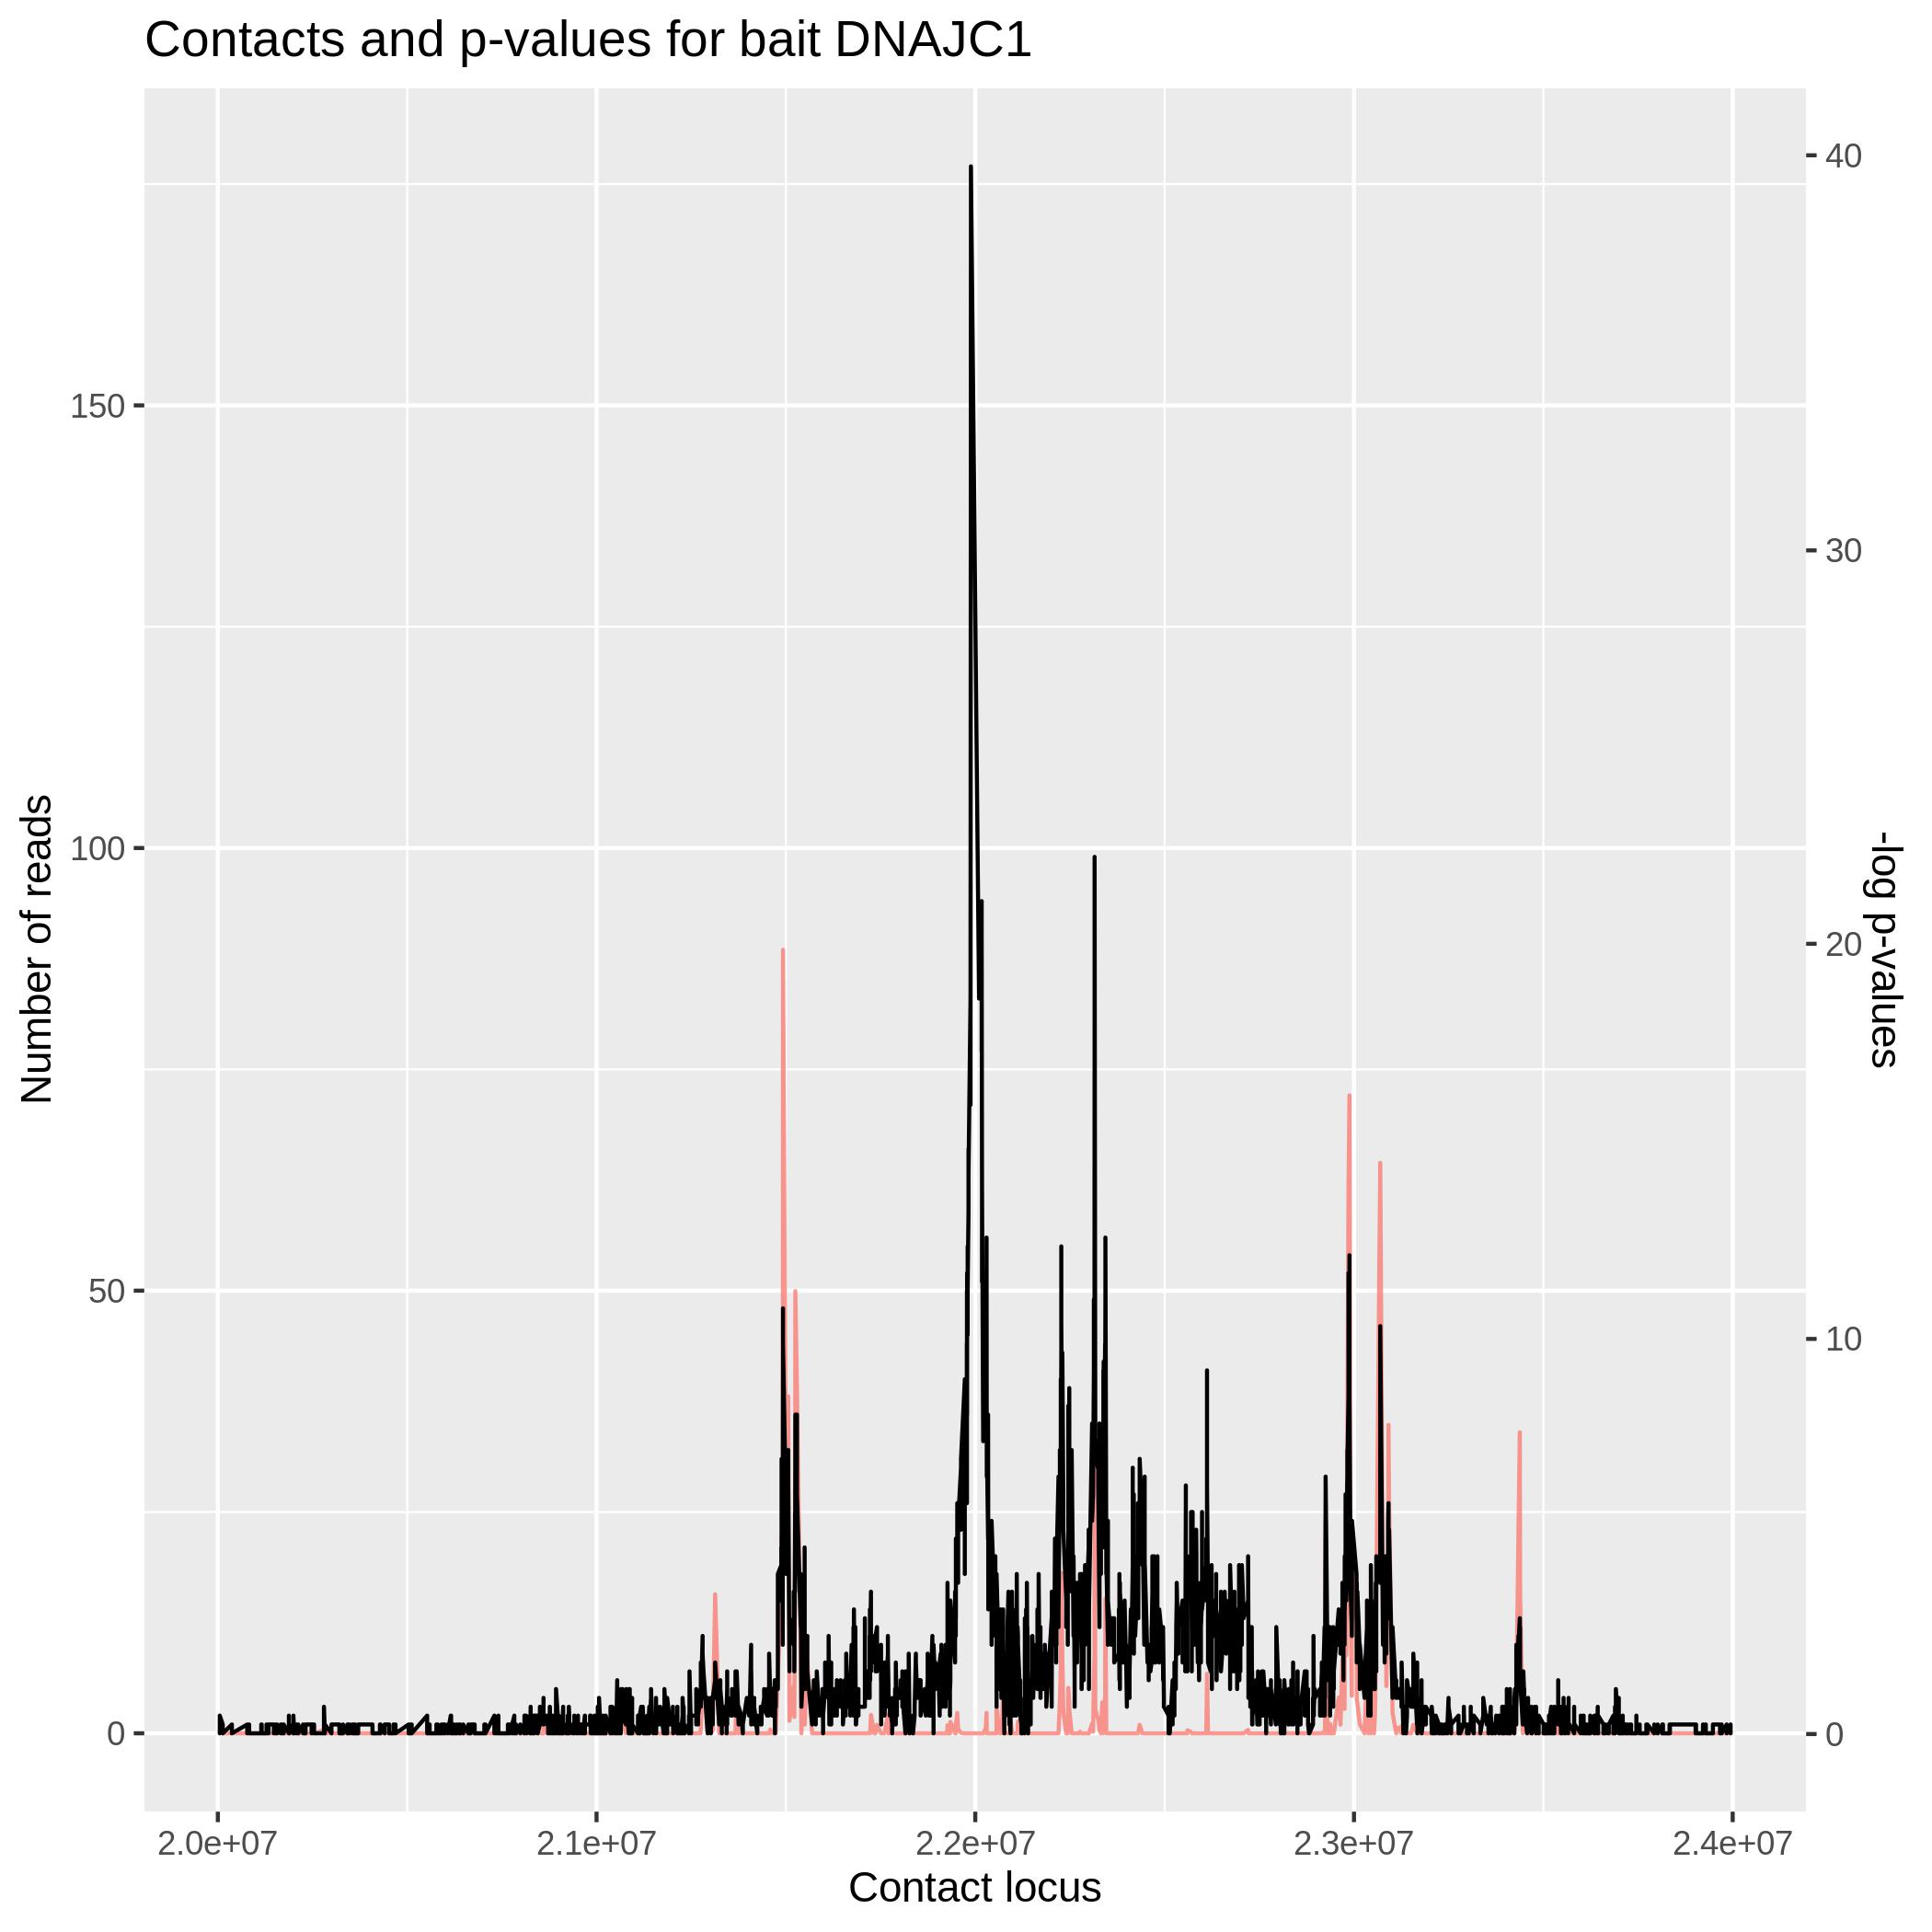 Contacts and p-values for bait DNAJC1
Number of reads
150
100
50
0
40
30
20
10
0
-log p-values
2.0e+07 2.1e+07 2.2e+07 2.3e+07 2.4e+07
Contact locus